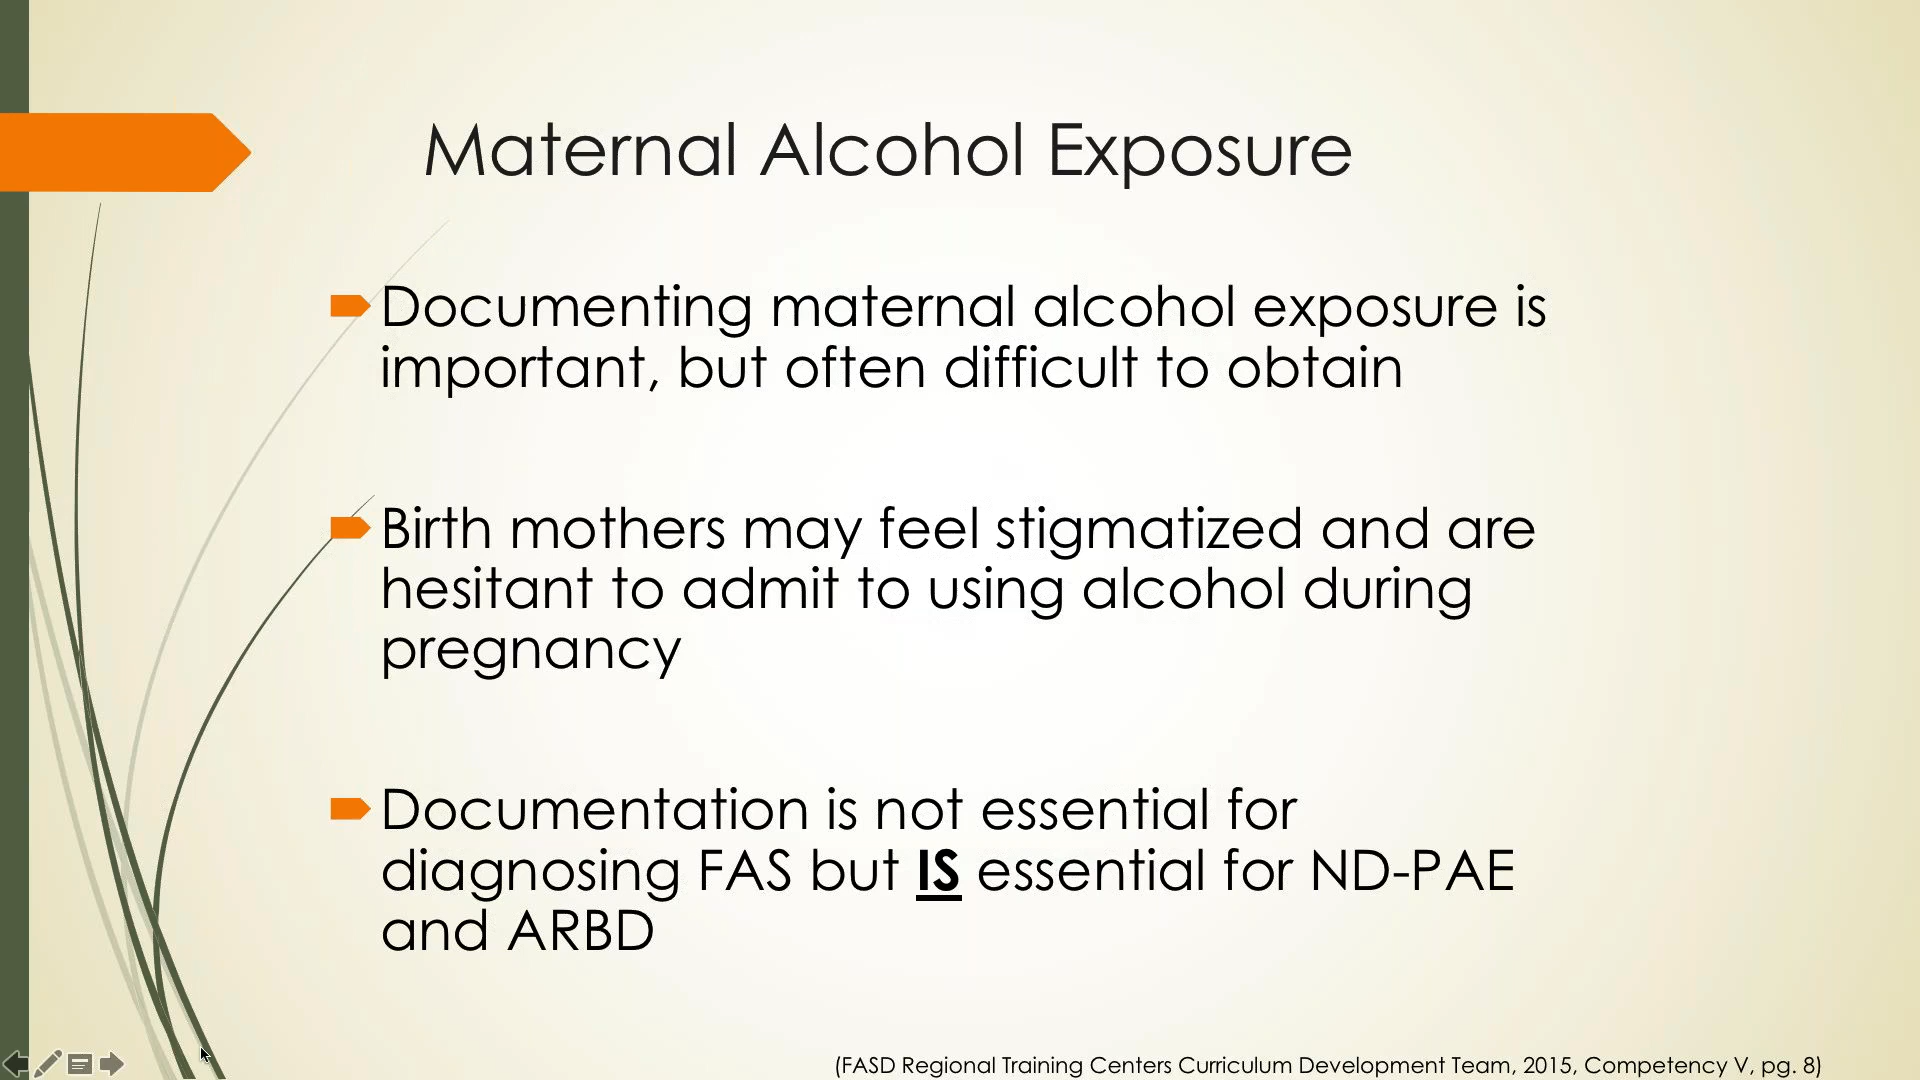 Maternal Alcohol Exposure
Documenting maternal alcohol exposure is
important, but often difficult to obtain
Birth mothers may feel stigmatized and are
hesitant to admit to using alcohol during
pregnancy
Documentation is not essential for
diagnosing FAS but IS essential for ND-PAE
and ARBD
(FASD Regional Training Centers Curriculum Development Team, 2015, Competency V, pg. 8)